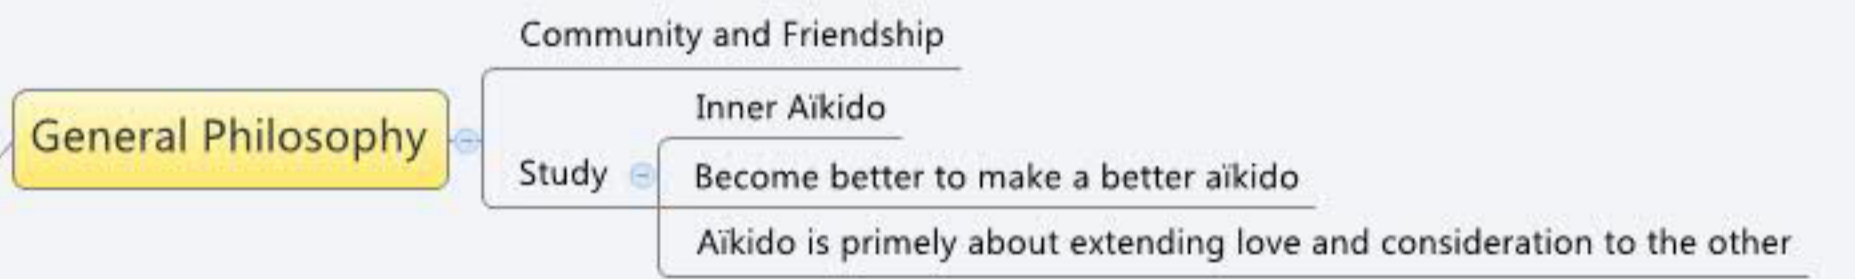 Community and Friendship
General Philosophy
Inner Aïkido
Study
Become better to make a better aïkido
Aïkido is primely about extending love and consideration to the other